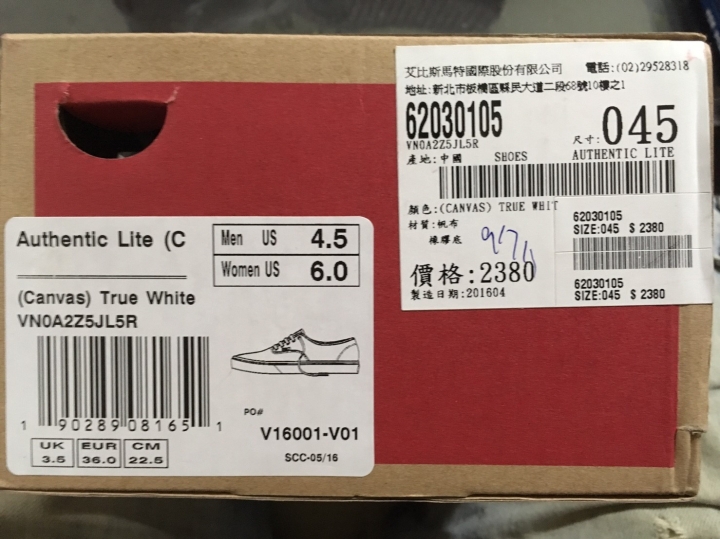 艾比斯馬特國際股份有限公司 電話:(02)29528318
地址:新北市板橋區縣民大道二段68號10樓之1
62030105
VN0A2Z5JL5R
尺寸: 045
產地:中國 SHOES AUTHENTIC LITE
顏色:(CANVAS) TRUE WHIT
材質:帆布
橡膠底
價格:2380
製造日期:201604
62030105
SIZE:045 $ 2380
62030105
SIZE:045 $ 2380
Authentic Lite (C
(Canvas) True White
VN0A2Z5JL5R
Men US 4.5
Women US 6.0
1 90289 08165 1
UK EUR CM
3.5 36.0 22.5
PO#
V16001-V01
SCC-05/16